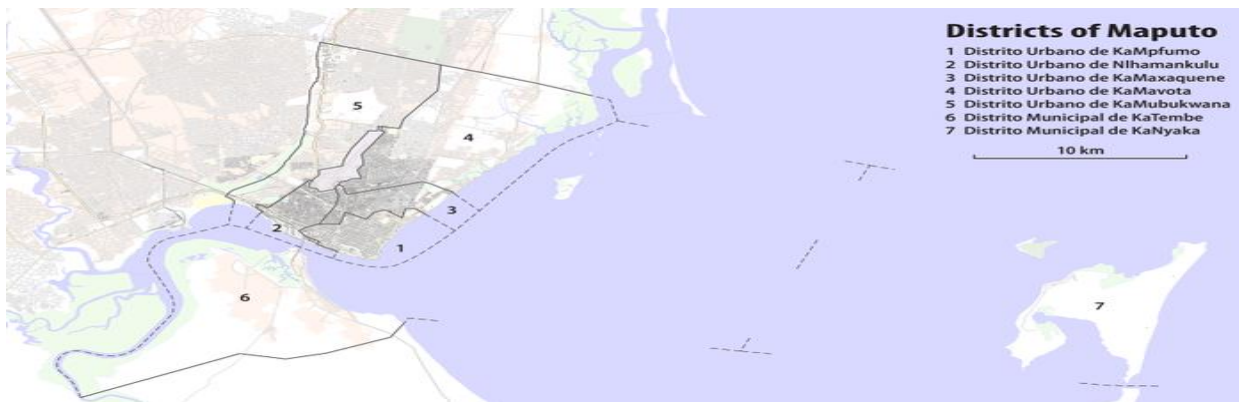 Districts of Maputo
1 Distrito Urbano de KaMpfumo
2 Distrito Urbano de Nlhamankulu
3 Distrito Urbano de KaMaxaquene
4 Distrito Urbano de KaMavota
5 Distrito Urbano de KaMubukwana
6 Distrito Municipal de KaTembe
7 Distrito Municipal de KaNyaka
10 km
5
4
3
2
1
6
7